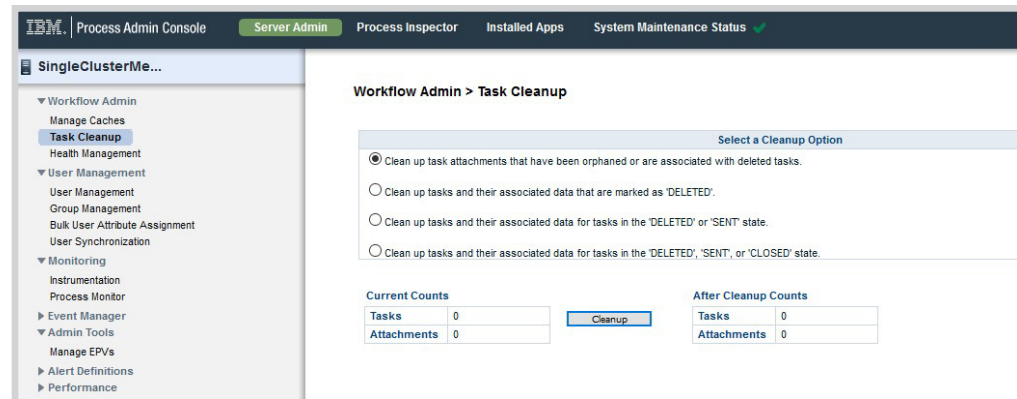 IBM. Process Admin Console Server Admin Process Inspector Installed Apps System Maintenance Status
SingleClusterMe...
Workflow Admin
Manage Caches
Task Cleanup
Health Management
User Management
User Management
Group Management
Bulk User Attribute Assignment
User Synchronization
Monitoring
Instrumentation
Process Monitor
Event Manager
Admin Tools
Manage EPVs
Alert Definitions
Performance
Workflow Admin > Task Cleanup
Select a Cleanup Option
Clean up task attachments that have been orphaned or are associated with deleted tasks.
Clean up tasks and their associated data that are marked as 'DELETED'.
Clean up tasks and their associated data for tasks in the 'DELETED' or 'SENT' state.
Clean up tasks and their associated data for tasks in the 'DELETED', 'SENT', or 'CLOSED' state.
Current Counts
Tasks 0
Attachments 0
Cleanup
After Cleanup Counts
Tasks 0
Attachments 0